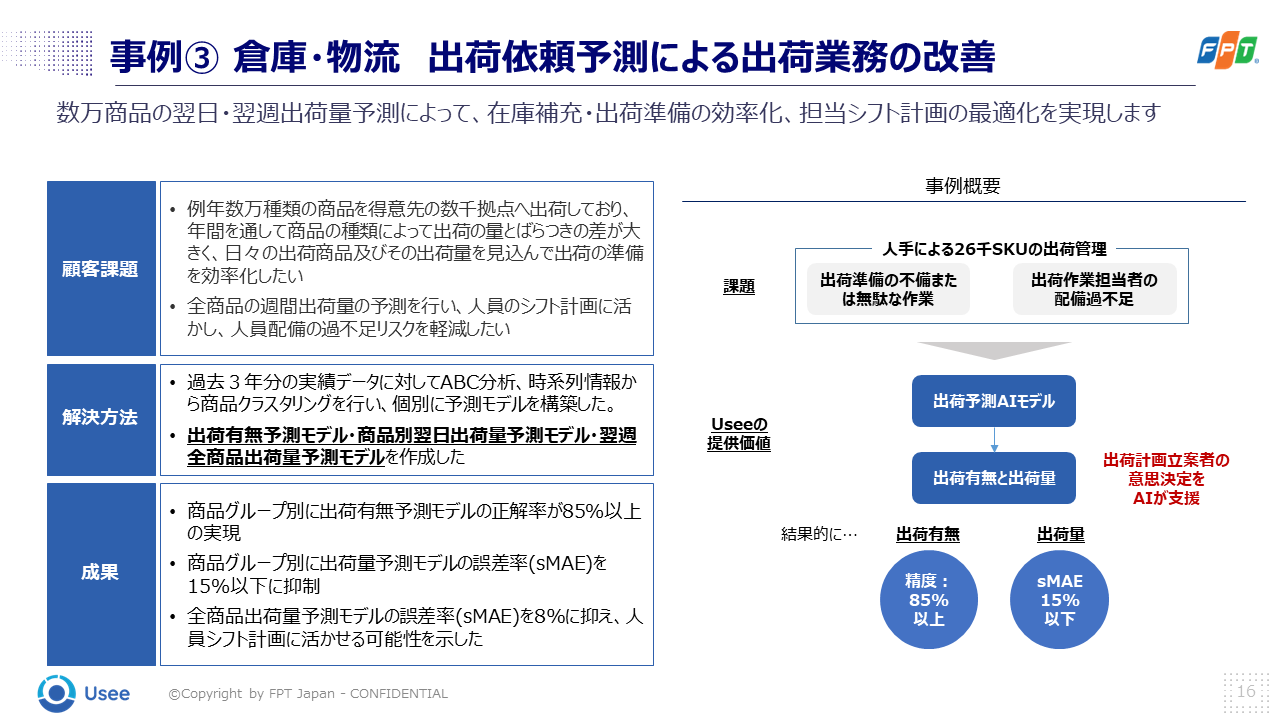 事例③ 倉庫・物流 出荷依頼予測による出荷業務の改善
FPT
数万商品の翌日・翌週出荷量予測によって、在庫補充・出荷準備の効率化、担当シフト計画の最適化を実現します
顧客課題
• 例年数万種類の商品を得意先の数千拠点へ出荷しており、
年間を通して商品の種類によって出荷の量とばらつきの差が大
きく、日々の出荷商品及びその出荷量を見込んで出荷の準備
を効率化したい
• 全商品の週間出荷量の予測を行い、人員のシフト計画に活
かし、人員配備の過不足リスクを軽減したい
解決方法
• 過去３年分の実績データに対してABC分析、時系列情報か
ら商品クラスタリングを行い、個別に予測モデルを構築した。
• 出荷有無予測モデル・商品別翌日出荷量予測モデル・翌週
全商品出荷量予測モデルを作成した
成果
• 商品グループ別に出荷有無予測モデルの正解率が85%以上
の実現
• 商品グループ別に出荷量予測モデルの誤差率(sMAE)を
15%以下に抑制
• 全商品出荷量予測モデルの誤差率(sMAE)を8%に抑え、人
員シフト計画に活かせる可能性を示した
事例概要
課題
人手による26千SKUの出荷管理
出荷準備の不備また
は無駄な作業
出荷作業担当者の
配備過不足
Useeの
提供価値
出荷予測AIモデル
出荷有無と出荷量
出荷計画立案者の
意思決定を
AIが支援
結果的に…
出荷有無
出荷量
精度：
85%
以上
sMAE
15%
以下
Usee
©Copyright by FPT Japan - CONFIDENTIAL
16